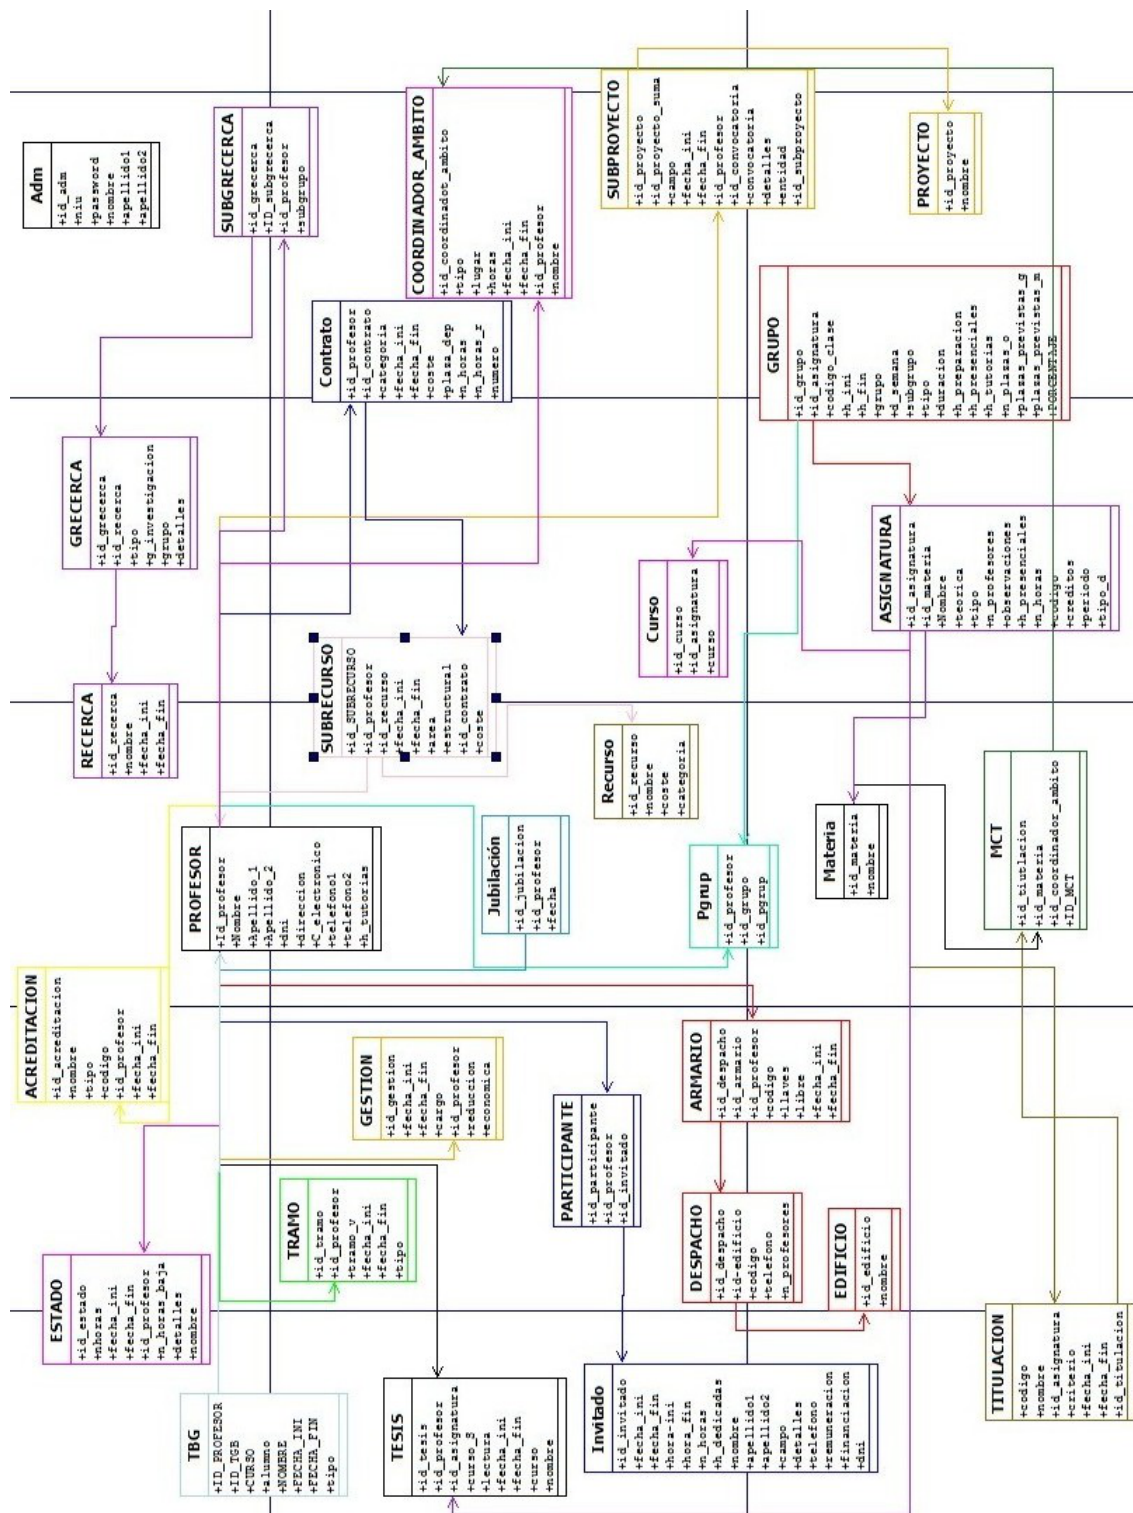 Adm
+id_adm
+niu
+password
+nombre
+apellido1
+apellido2
SUBGRECERCA
+id_grecerca
+ID_subgrecerca
+id_profesor
+subgrupo
COORDINADOR_AMBITO
+id_coordinadot_ambito
+tipo
+lugar
+horas
+fecha_ini
+fecha_fin
+id_profesor
+nombre
SUBPROYECTO
+id_proyecto
+id_proyecto_suma
+campo
+fecha_ini
+fecha_fin
+id_profesor
+id_convocatoria
+convocatoria
+detalles
+entidad
+id_subproyecto
PROYECTO
+id_proyecto
+nombre
Contrato
+id_profesor
+id_contrato
+categoria
+fecha_ini
+fecha_fin
+coste
+plaza_dep
+n_horas
+n_horas_r
+numero
GRUPO
+id_grupo
+id_asignatura
+codigo_clase
+h_ini
+h_fin
+grupo
+d_semana
+subgrupo
+tipo
+duracion
+h_preparacion
+h_presenciales
+h_tutorias
+n_plazas_o
+plazas_previstas_g
+plazas_previstas_m
+PORCENTAJE
GRECERCA
+id_grecerca
+id_recerca
+tipo
+g_investigacion
+grupo
+detalles
ASIGNATURA
+id_asignatura
+id_materia
+Nombre
+teorica
+tipo
+n_profesores
+observaciones
+h_presenciales
+n_horas
+codigo
+creditos
+periodo
+tipo_d
Curso
+id_curso
+id_asignatura
+curso
RECERCA
+id_recerca
+nombre
+fecha_ini
+fecha_fin
SUBRECURSO
+id_SUBRECURSO
+id_profesor
+id_recurso
+fecha_ini
+fecha_fin
+area
+estructural
+id_contrato
+coste
Recurso
+id_recurso
+nombre
+coste
+categoria
PROFESOR
+Id_profesor
+Nombre
+Apellido_1
+Apellido_2
+dni
+direccion
+C_electronico
+telefono1
+telefono2
+h_tutorias
Jubilación
+id_jubilacion
+id_profesor
+fecha
Pgrup
+id_profesor
+id_grupo
+id_pgrup
Materia
+id_materia
+nombre
MCT
+id_tiutlacion
+id_materia
+id_coordinador_ambito
+ID_MCT
ACREDITACION
+id_acreditacion
+nombre
+tipo
+codigo
+id_profesor
+fecha_ini
+fecha_fin
GESTION
+id_gestion
+fecha_ini
+fecha_fin
+cargo
+id_profesor
+reduccion
+economica
ARMARIO
+id_despacho
+id_armario
+id_profesor
+codigo
+llaves
+libre
+fecha_ini
+fecha_fin
PARTICIPANTE
+id_participante
+id_profesor
+id_invitado
TRAMO
+id_tramo
+id_profesor
+tramo_v
+fecha_ini
+fecha_fin
+tipo
DESPACHO
+id_despacho
+id-edificio
+codigo
+telefono
+n_profesores
EDIFICIO
+id_edificio
+nombre
ESTADO
+id_estado
+nhoras
+fecha_ini
+fecha_fin
+id_profesor
+n_horas_baja
+detalles
+nombre
TITULACION
+codigo
+nombre
+id_asignatura
+criterio
+fecha_ini
+fecha_fin
+id_titulacion
TBG
+ID_PROFESOR
+ID_TGB
+CURSO
+alumno
+NOMBRE
+FECHA_INI
+FECHA_FIN
+tipo
TESIS
+id_tesis
+id_profesor
+id_asignatura
+curso_S
+lectura
+fecha_ini
+fecha_fin
+curso
+nombre
Invitado
+id_invitado
+fecha_ini
+fecha_fin
+hora-ini
+hora_fin
+n_horas
+h_dedicadas
+nombre
+apellido1
+apellido2
+campo
+detalles
+telefono
+remuneracion
+financiacion
+dni